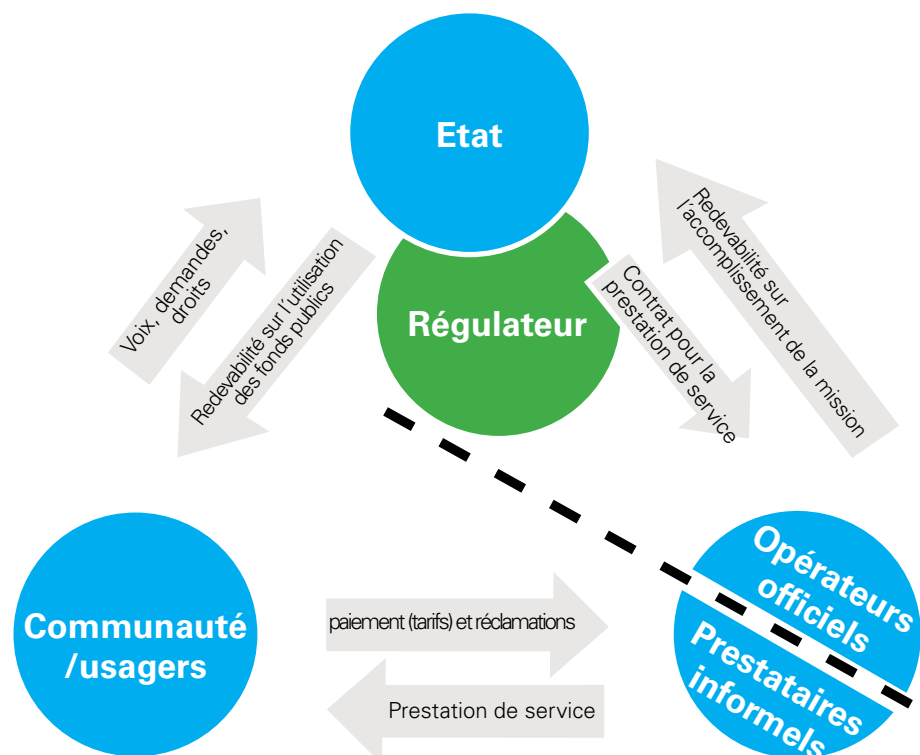 Etat
Régulateur
Voix, demandes,
droits
Redevabilité sur l'utilisation
des fonds publics
Contrat pour la
prestation de service
Redevabilité sur
l'accomplissement de la mission
Communauté
/usagers
paiement (tarifs) et réclamations
Prestation de service
Opérateurs
officiels
Prestataires
informels